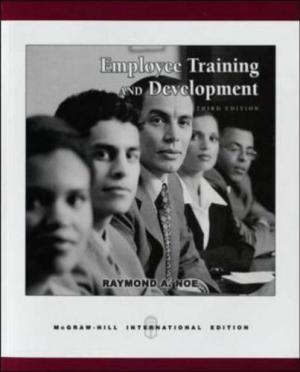 Employee Training
AND Development
THIRD EDITION
RAYMOND A. NOE
McGRAW-HILL INTERNATIONAL EDITION